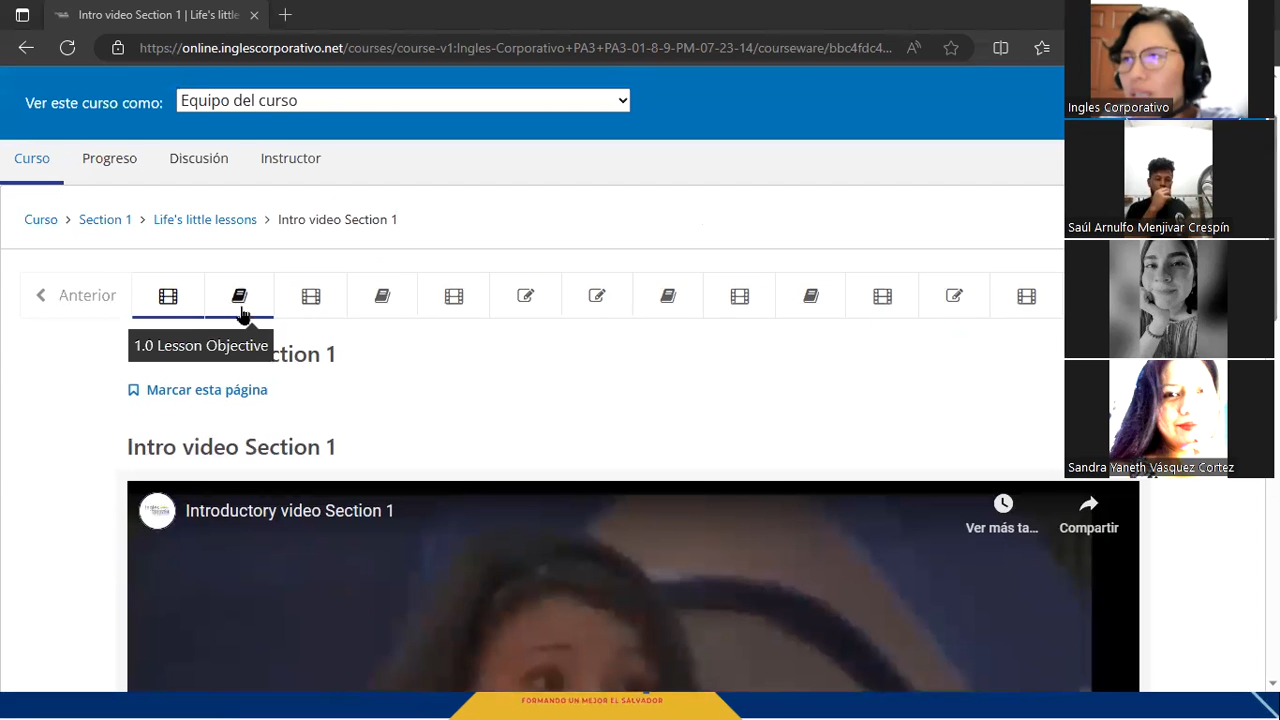 Intro video Section 1 | Life's little
https://online.inglescorporativo.net/courses/course-v1:Ingles-Corporativo+PA3+PA3-01-8-9-PM-07-23-14/courseware/bbc4fdc4...
Ingles Corporativo
Ver este curso como:
Equipo del curso
Curso
Progreso
Discusión
Instructor
Saúl Arnulfo Menjivar Crespín
Curso > Section 1 > Life's little lessons > Intro video Section 1
Anterior
1.0 Lesson Objective
ction 1
Marcar esta página
Intro video Section 1
Sandra Yaneth Vásquez Cortez
Introductory video Section 1
Ver más ta...
Compartir
FORMANDO UN MEJOR EL SALVADOR